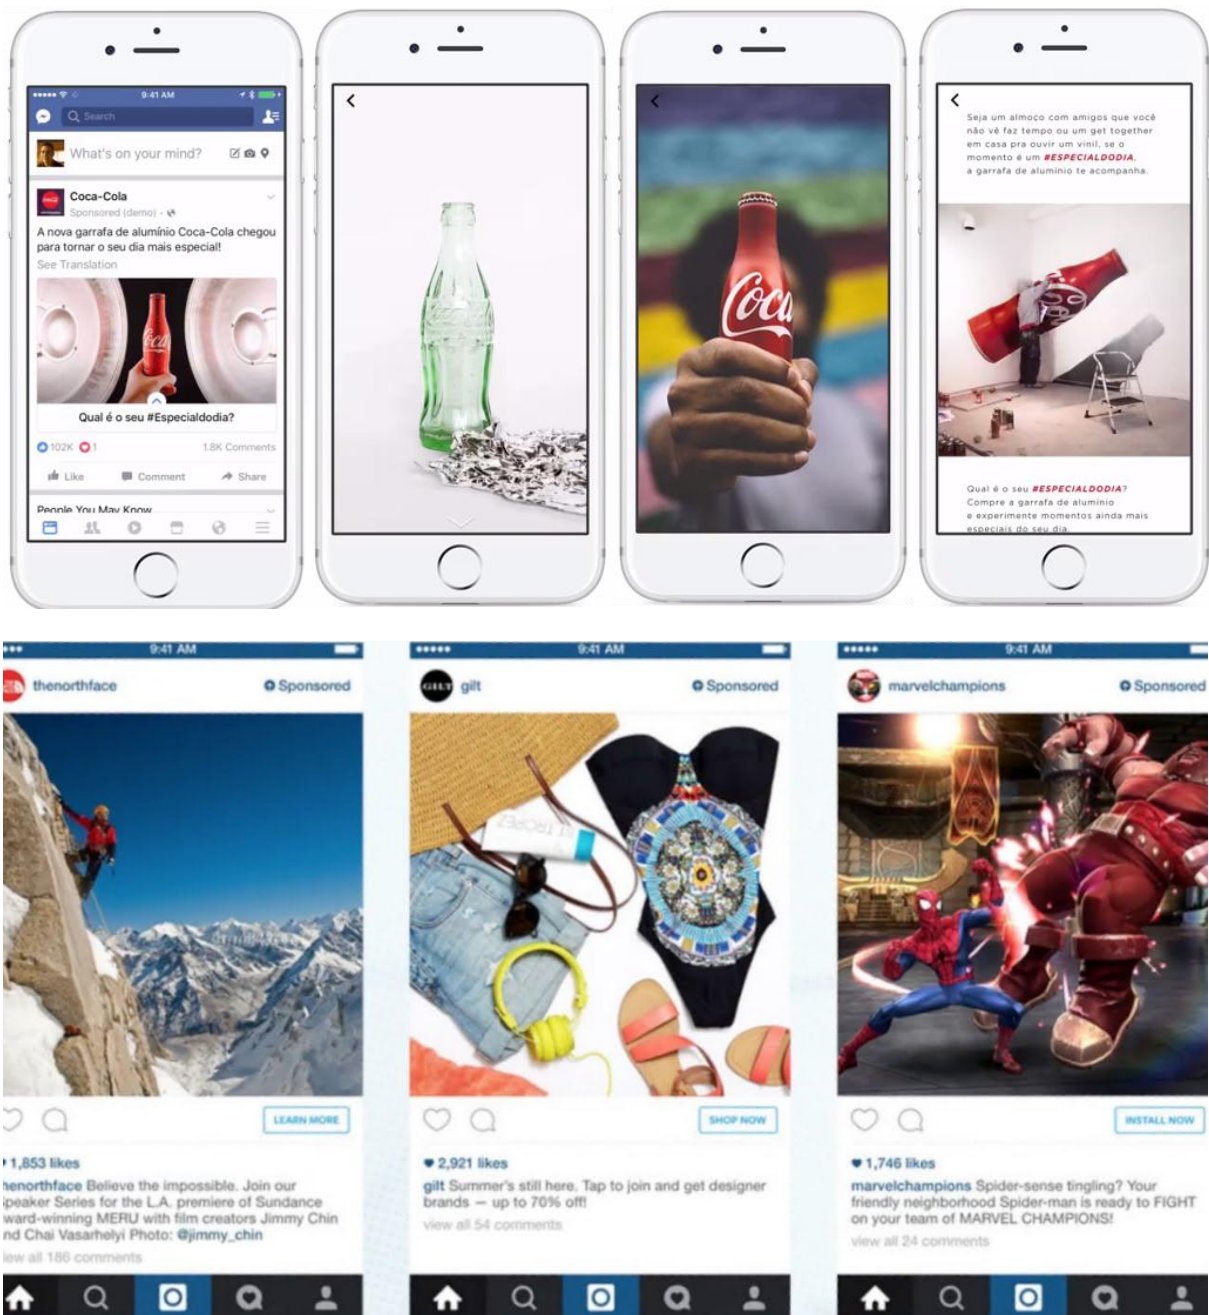 9:41 AM
Search
What's on your mind?
Coca-Cola
Sponsored (demo) ·
A nova garrafa de alumínio Coca-Cola chegou
para tornar o seu dia mais especial!
See Translation
Coca
Qual é o seu #Especialdodia?
102K 1
1.8K Comments
Like Comment Share
People You May Know
Coca
Seja um almoço com amigos que você
não vê faz tempo ou um get together
em casa pra ouvir um vinil, se o
momento é um #ESPECIALDODIA,
a garrafa de alumínio te acompanha.
Qual é o seu #ESPECIALDODIA?
Compre a garrafa de alumínio
e experimente momentos ainda mais
especiais do seu dia.
9:41 AM
thenorthface
Sponsored
LEARN MORE
1,853 likes
henorthface Believe the impossible. Join our
peaker Series for the L.A. premiere of Sundance
ward-winning MERU with film creators Jimmy Chin
nd Chai Vasarhelyi Photo: @jimmy_chin
iew all 186 comments
9:41 AM
GILT gilt
Sponsored
SHOP NOW
2,921 likes
gilt Summer's still here. Tap to join and get designer
brands — up to 70% off!
view all 54 comments
9:41 AM
marvelchampions
Sponsored
INSTALL NOW
1,746 likes
marvelchampions Spider-sense tingling? Your
friendly neighborhood Spider-man is ready to FIGHT
on your team of MARVEL CHAMPIONS!
view all 24 comments